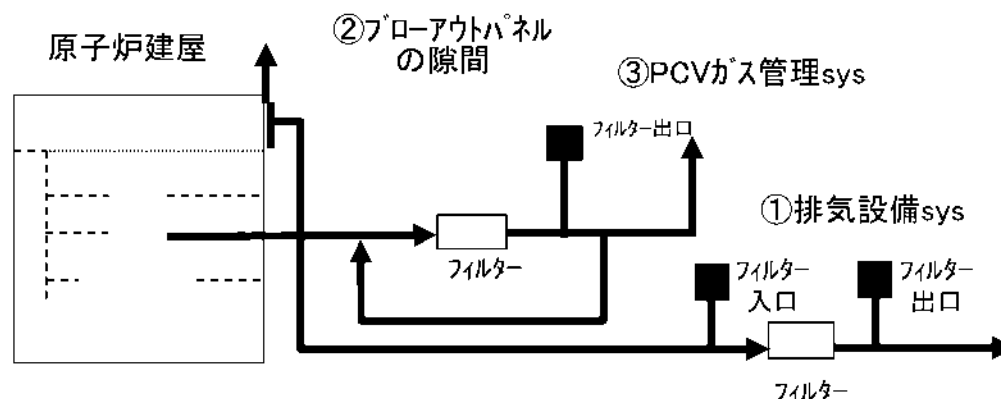 原子炉建屋
②ﾌﾞﾛｰｱｳﾄﾊﾟﾈﾙ
の隙間
③PCVｶﾞｽ管理sys
ﾌｨﾙﾀｰ出口
①排気設備sys
ﾌｨﾙﾀｰ
ﾌｨﾙﾀｰ
入口
ﾌｨﾙﾀｰ
出口
ﾌｨﾙﾀｰ